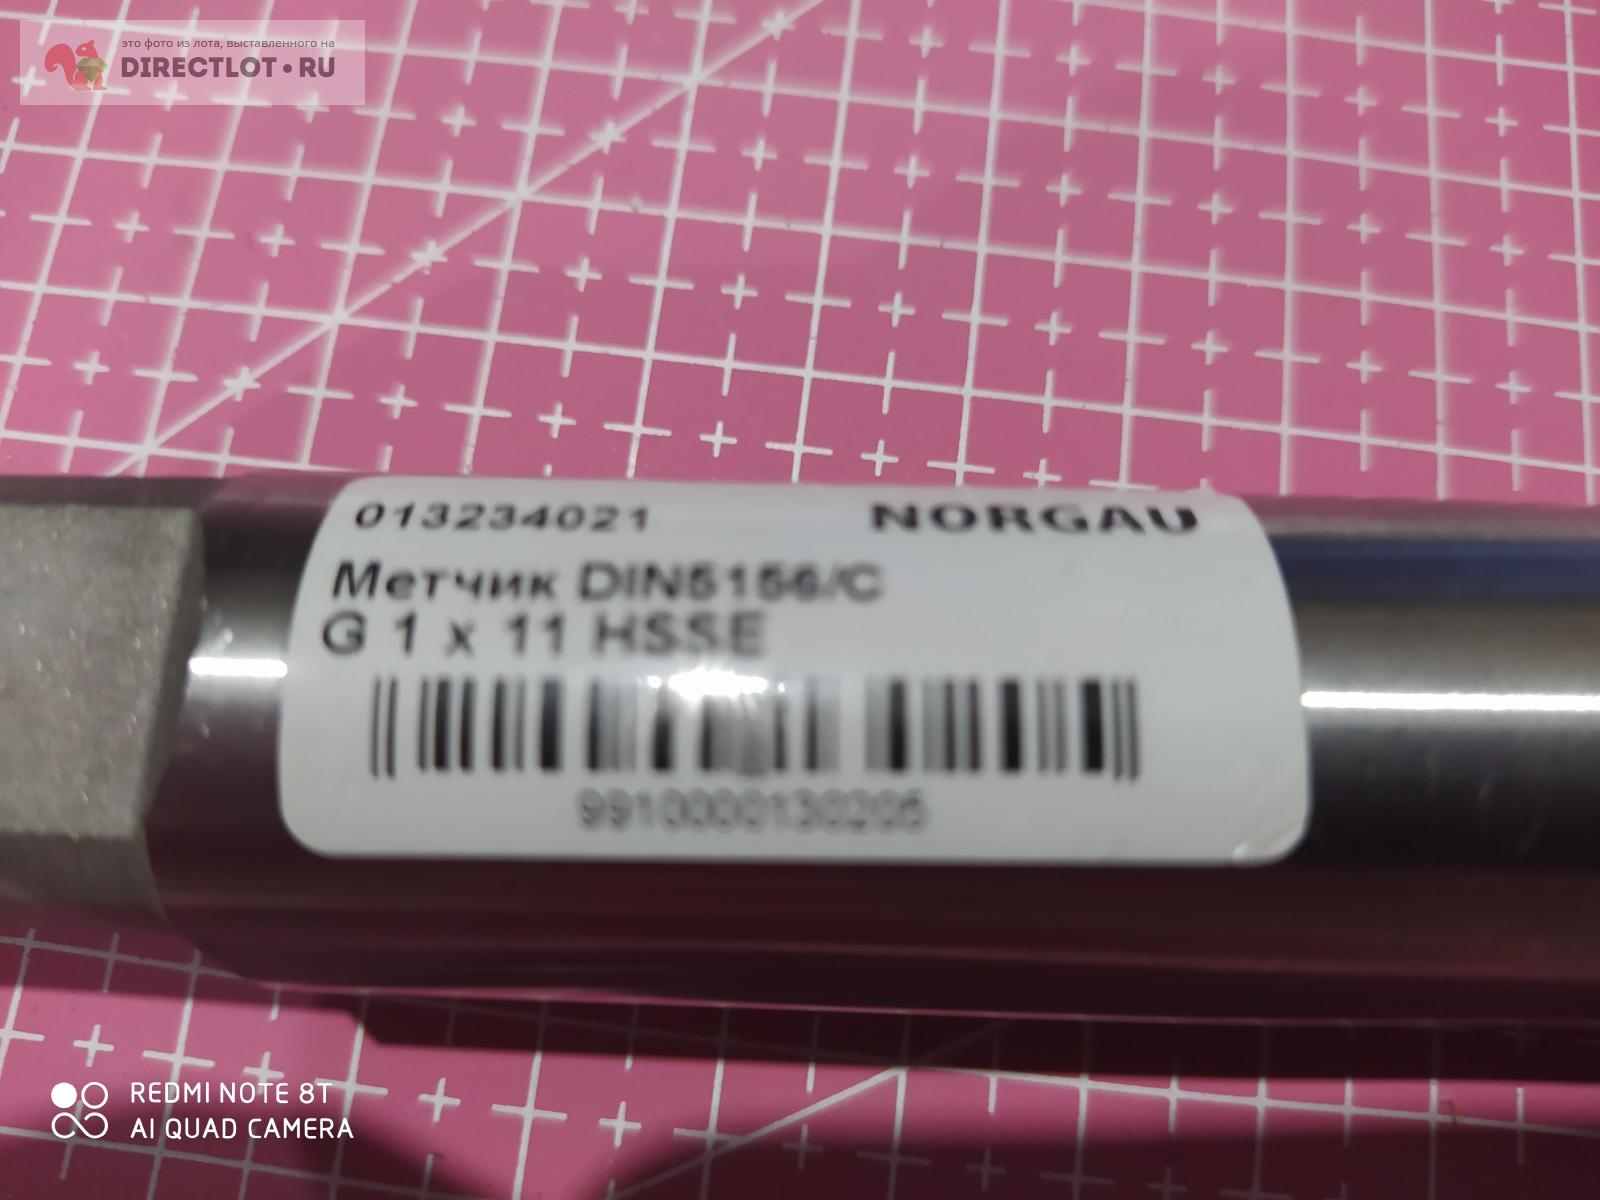 это фото из лота, выставленного на
DIRECTLOT•RU
013234021 NORGAU
Метчик DIN5156/C
G 1 x 11 HSSE
9910000130205
REDMI NOTE 8T
AI QUAD CAMERA